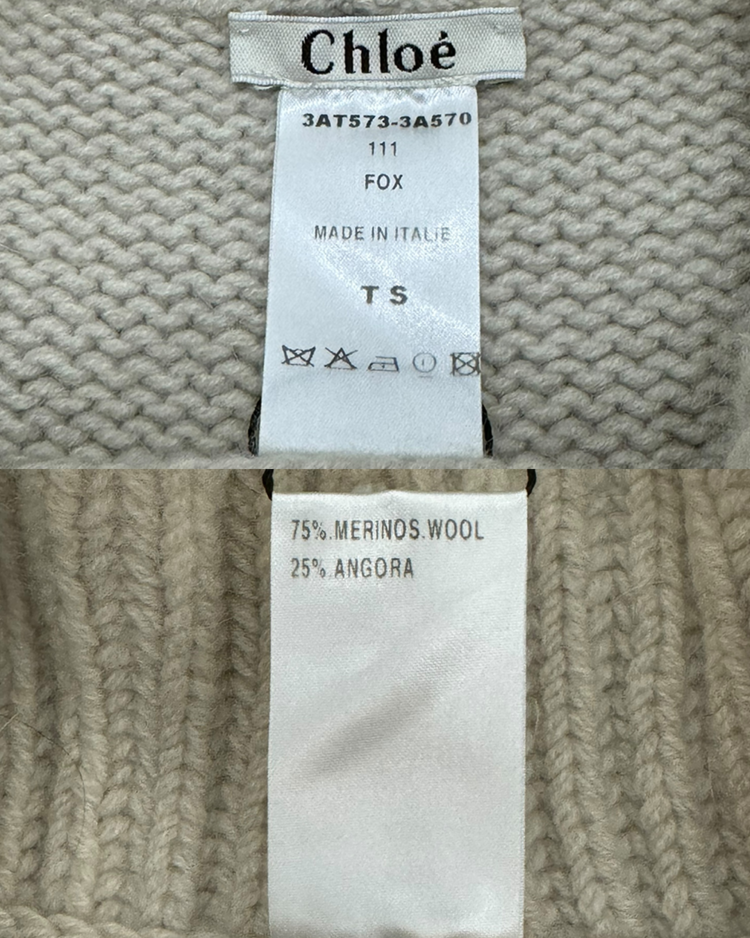 Chloé
3AT573-3A570
111
FOX
MADE IN ITALIE
T S
75%.MERINOS.WOOL
25%.ANGORA